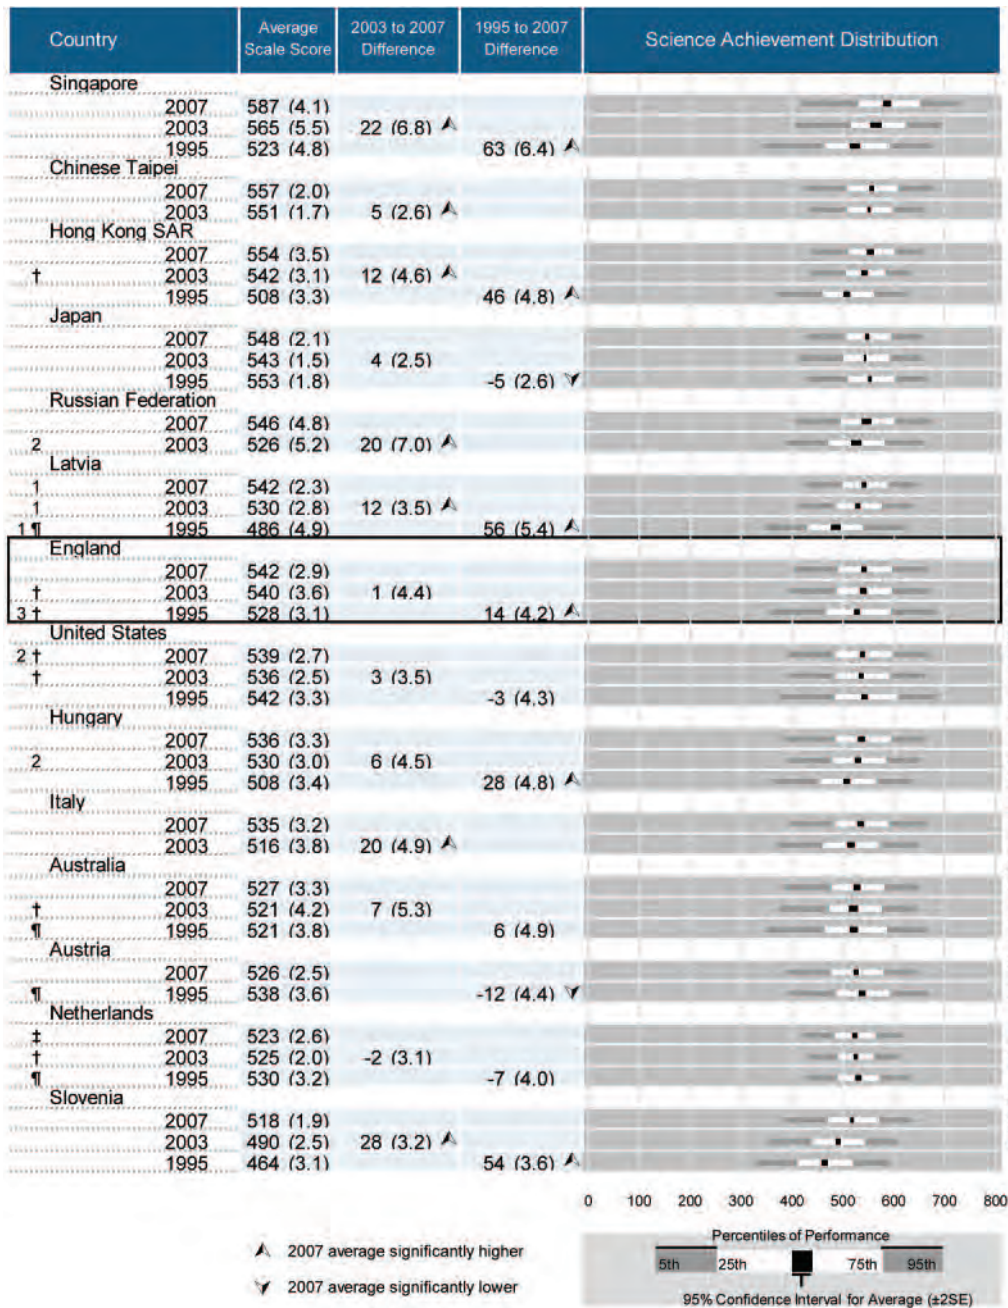 Country Average Scale Score 2003 to 2007 Difference 1995 to 2007 Difference Science Achievement Distribution
Singapore
2007 587 (4.1)
2003 565 (5.5) 22 (6.8)
1995 523 (4.8) 63 (6.4)
Chinese Taipei
2007 557 (2.0)
2003 551 (1.7) 5 (2.6)
Hong Kong SAR
2007 554 (3.5)
† 2003 542 (3.1) 12 (4.6)
1995 508 (3.3) 46 (4.8)
Japan
2007 548 (2.1)
2003 543 (1.5) 4 (2.5)
1995 553 (1.8) -5 (2.6)
Russian Federation
2007 546 (4.8)
2 2003 526 (5.2) 20 (7.0)
Latvia
1 2007 542 (2.3)
1 2003 530 (2.8) 12 (3.5)
1 ¶ 1995 486 (4.9) 56 (5.4)
England
2007 542 (2.9)
† 2003 540 (3.6) 1 (4.4)
3 † 1995 528 (3.1) 14 (4.2)
United States
2 † 2007 539 (2.7)
† 2003 536 (2.5) 3 (3.5)
1995 542 (3.3) -3 (4.3)
Hungary
2007 536 (3.3)
2 2003 530 (3.0) 6 (4.5)
1995 508 (3.4) 28 (4.8)
Italy
2007 535 (3.2)
2003 516 (3.8) 20 (4.9)
Australia
2007 527 (3.3)
† 2003 521 (4.2) 7 (5.3)
¶ 1995 521 (3.8) 6 (4.9)
Austria
2007 526 (2.5)
¶ 1995 538 (3.6) -12 (4.4)
Netherlands
‡ 2007 523 (2.6)
† 2003 525 (2.0) -2 (3.1)
¶ 1995 530 (3.2) -7 (4.0)
Slovenia
2007 518 (1.9)
2003 490 (2.5) 28 (3.2)
1995 464 (3.1) 54 (3.6)
0 100 200 300 400 500 600 700 800
2007 average significantly higher
2007 average significantly lower
Percentiles of Performance
5th 25th 75th 95th
95% Confidence Interval for Average (±2SE)